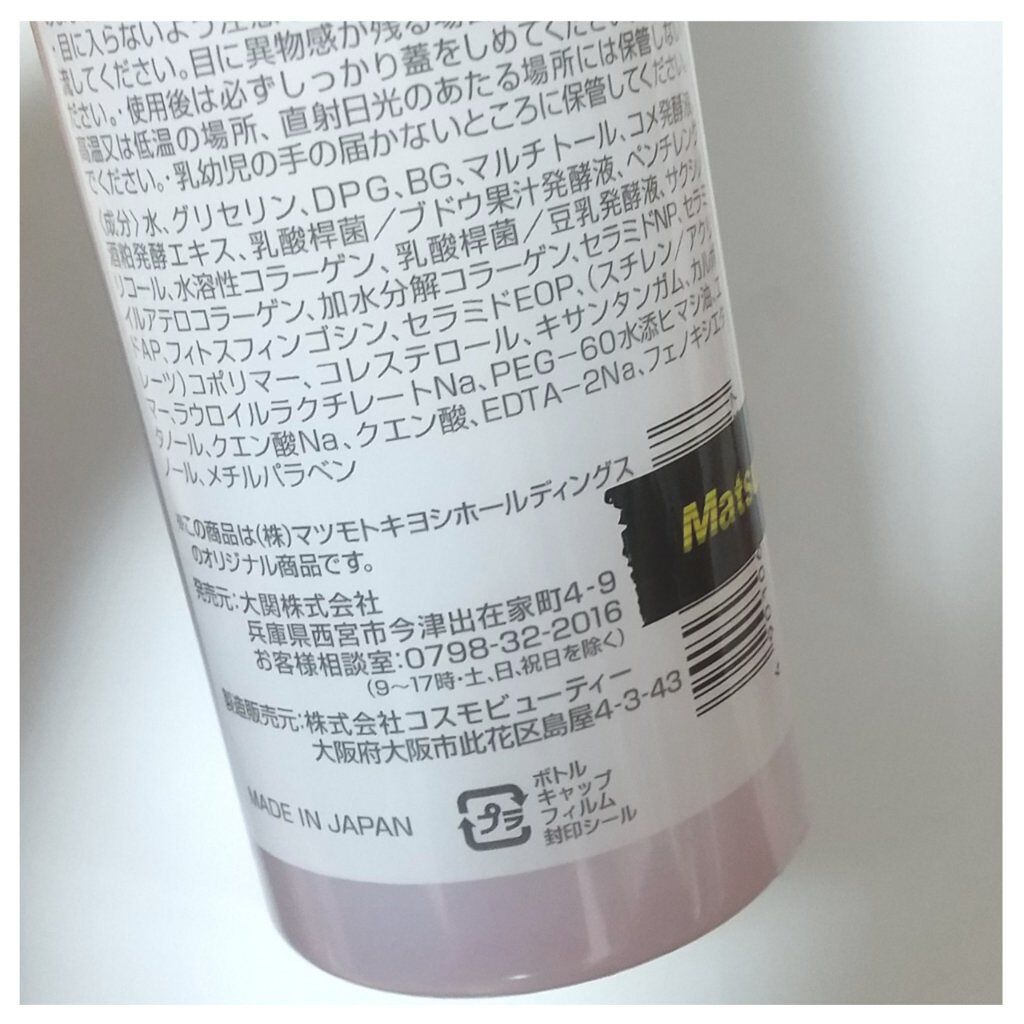 ・目に入らないよう注意
流してください。目に異物感が残る場合
ださい。・使用後は必ずしっかり蓋をしめてくださ
高温又は低温の場所、直射日光のあたる場所には保管しない
でください。・乳幼児の手の届かないところに保管してください。
〈成分〉水、グリセリン、DPG、BG、マルチトール、コメ発酵液、
酒粕発酵エキス、乳酸桿菌／ブドウ果汁発酵液、ペンチレング
リコール、水溶性コラーゲン、乳酸桿菌／豆乳発酵液、サクシノ
イルアテロコラーゲン、加水分解コラーゲン、セラミドNP、セラミ
ドAP、フィトスフィンゴシン、セラミドEOP、(スチレン／アクリ
レーツ)コポリマー、コレステロール、キサンタンガム、カルボ
マー、ラウロイルラクチレートNa、PEG－60水添ヒマシ油、エ
タノール、クエン酸Na、クエン酸、EDTA－2Na、フェノキシエタ
ノール、メチルパラベン
※この商品は(株)マツモトキヨシホールディングス
のオリジナル商品です。
発売元：大関株式会社
兵庫県西宮市今津出在家町4-9
お客様相談室：0798-32-2016
(9～17時・土、日、祝日を除く)
製造販売元：株式会社コスモビューティー
大阪府大阪市此花区島屋4-3-43
MADE IN JAPAN
プラ
ボトル
キャップ
フィルム
封印シール
Mats